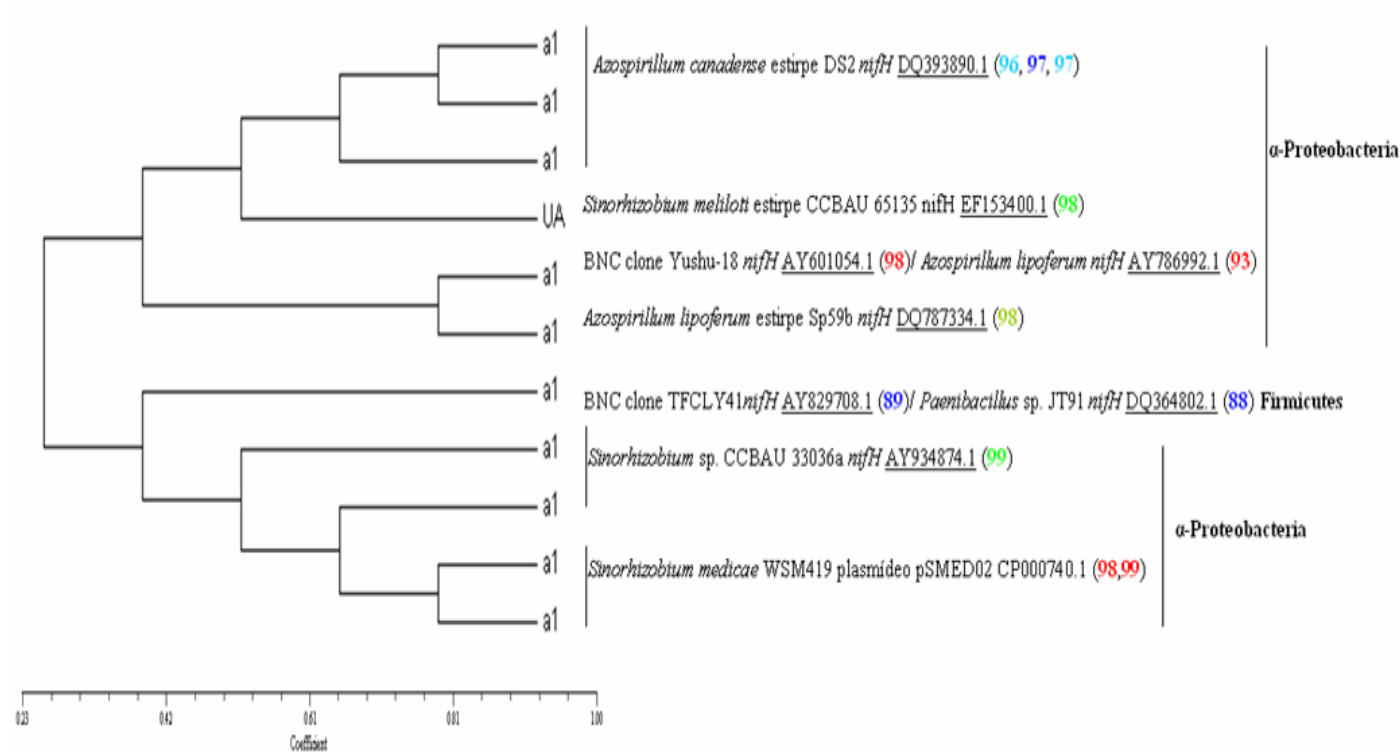 a1
Azospirillum canadense estirpe DS2 nifH DQ393890.1 (96, 97, 97)
a1
a1
α-Proteobacteria
UA
Sinorhizobium meliloti estirpe CCBAU 65135 nifH EF153400.1 (98)
a1
BNC clone Yushu-18 nifH AY601054.1 (98)/ Azospirillum lipoferum nifH AY786992.1 (93)
a1
Azospirillum lipoferum estirpe Sp59b nifH DQ787334.1 (98)
a1
BNC clone TFCLY41nifH AY829708.1 (89)/ Paenibacillus sp. JT91 nifH DQ364802.1 (88) Firmicutes
a1
Sinorhizobium sp. CCBAU 33036a nifH AY934874.1 (99)
a1
α-Proteobacteria
a1
Sinorhizobium medicae WSM419 plasmídeo pSMED02 CP000740.1 (98,99)
a1
0.23 0.42 0.61 0.81 1.00
Coefficient